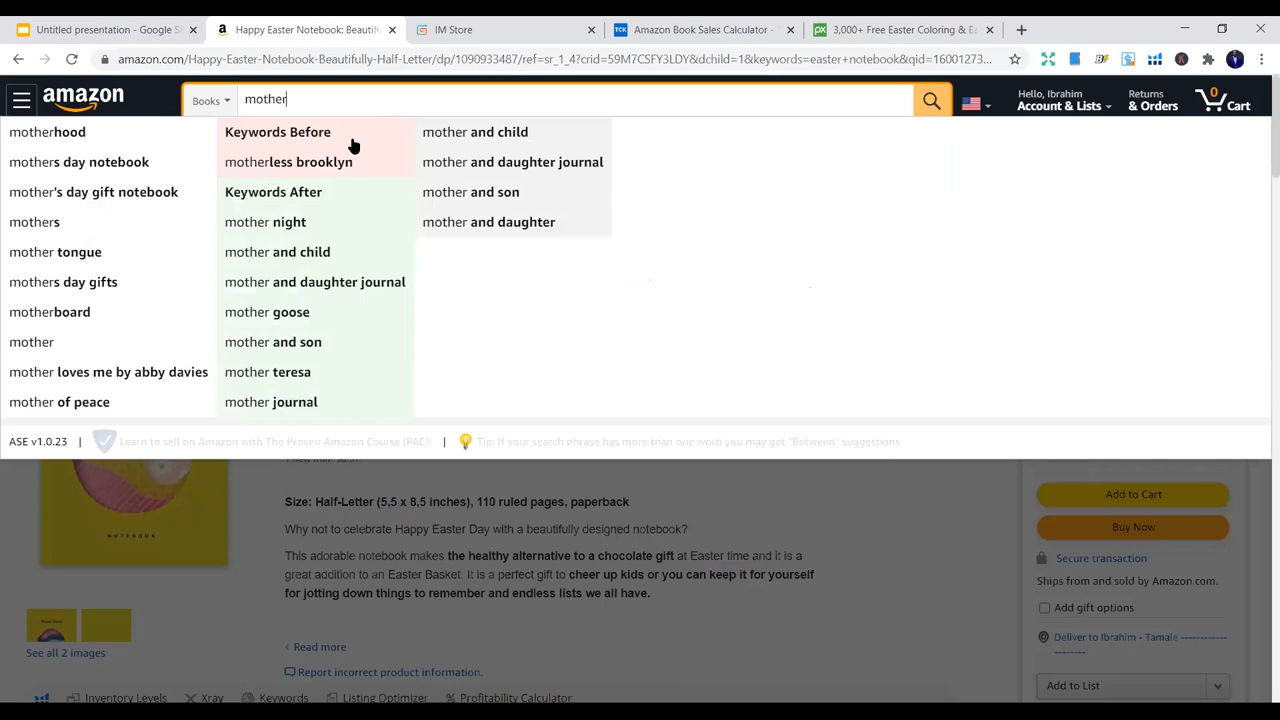 Untitled presentation - Google S
Happy Easter Notebook: Beautif
IM Store
Amazon Book Sales Calculator -
3,000+ Free Easter Coloring & Ea
amazon.com/Happy-Easter-Notebook-Beautifully-Half-Letter/dp/1090933487/ref=sr_1_4?crid=59M7CSFY3LDY&dchild=1&keywords=easter+notebook&qid=16001273...
amazon
Books
mother
Hello, Ibrahim
Account & Lists
Returns
& Orders
0
Cart
motherhood
mothers day notebook
mother's day gift notebook
mothers
mother tongue
mothers day gifts
motherboard
mother
mother loves me by abby davies
mother of peace
Keywords Before
motherless brooklyn
Keywords After
mother night
mother and child
mother and daughter journal
mother goose
mother and son
mother teresa
mother journal
mother and child
mother and daughter journal
mother and son
mother and daughter
ASE v1.0.23 |
Learn to sell on Amazon with The Proven Amazon Course (PAC)! |
Tip: If your search phrase has more than one word you may get "Between" suggestions
NOTEBOOK
See all 2 images
Size: Half-Letter (5,5 x 8,5 inches), 110 ruled pages, paperback
Why not to celebrate Happy Easter Day with a beautifully designed notebook?
This adorable notebook makes the healthy alternative to a chocolate gift at Easter time and it is a
great addition to an Easter Basket. It is a perfect gift to cheer up kids or you can keep it for yourself
for jotting down things to remember and endless lists we all have.
Read more
Report incorrect product information.
Add to Cart
Buy Now
Secure transaction
Ships from and sold by Amazon.com.
Add gift options
Deliver to Ibrahim - Tamale --------------
--------
Add to List
Inventory Levels
Xray
Keywords
Listing Optimizer
Profitability Calculator